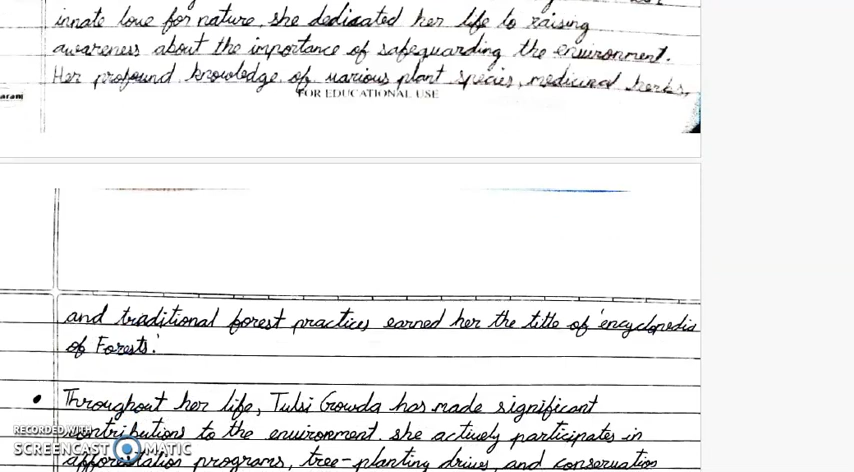 innate love for nature, she dedicated her life to raising
awareness about the importance of safeguarding the environment.
Her profound knowledge of various plant species, medicinal herbs,
FOR EDUCATIONAL USE
and traditional forest practices earned her the title of 'encyclopedia
of Forests'.
• Throughout her life, Tulsi Gowda has made significant
contributions to the environment, she actively participates in
afforestation programs, tree-planting drives, and conservation
RECORDED WITH
SCREENCAST MATIC